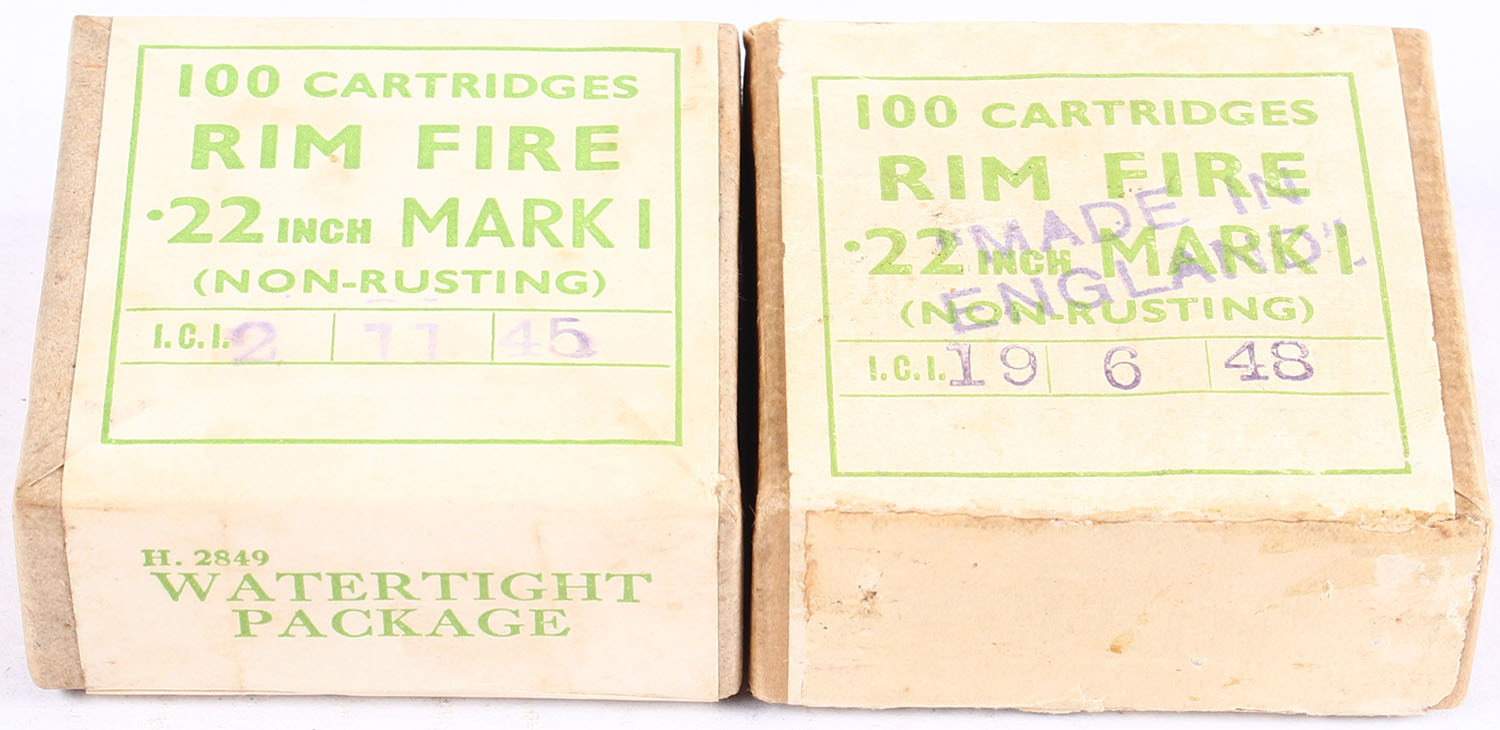 100 CARTRIDGES
RIM FIRE
·22 INCH MARK I
(NON-RUSTING)
I.C.I. 2 11 45
H. 2849
WATERTIGHT
PACKAGE
100 CARTRIDGES
RIM FIRE
·22 INCH MARK I
(NON-RUSTING)
"MADE IN
ENGLAND".
I.C.I. 19 6 48